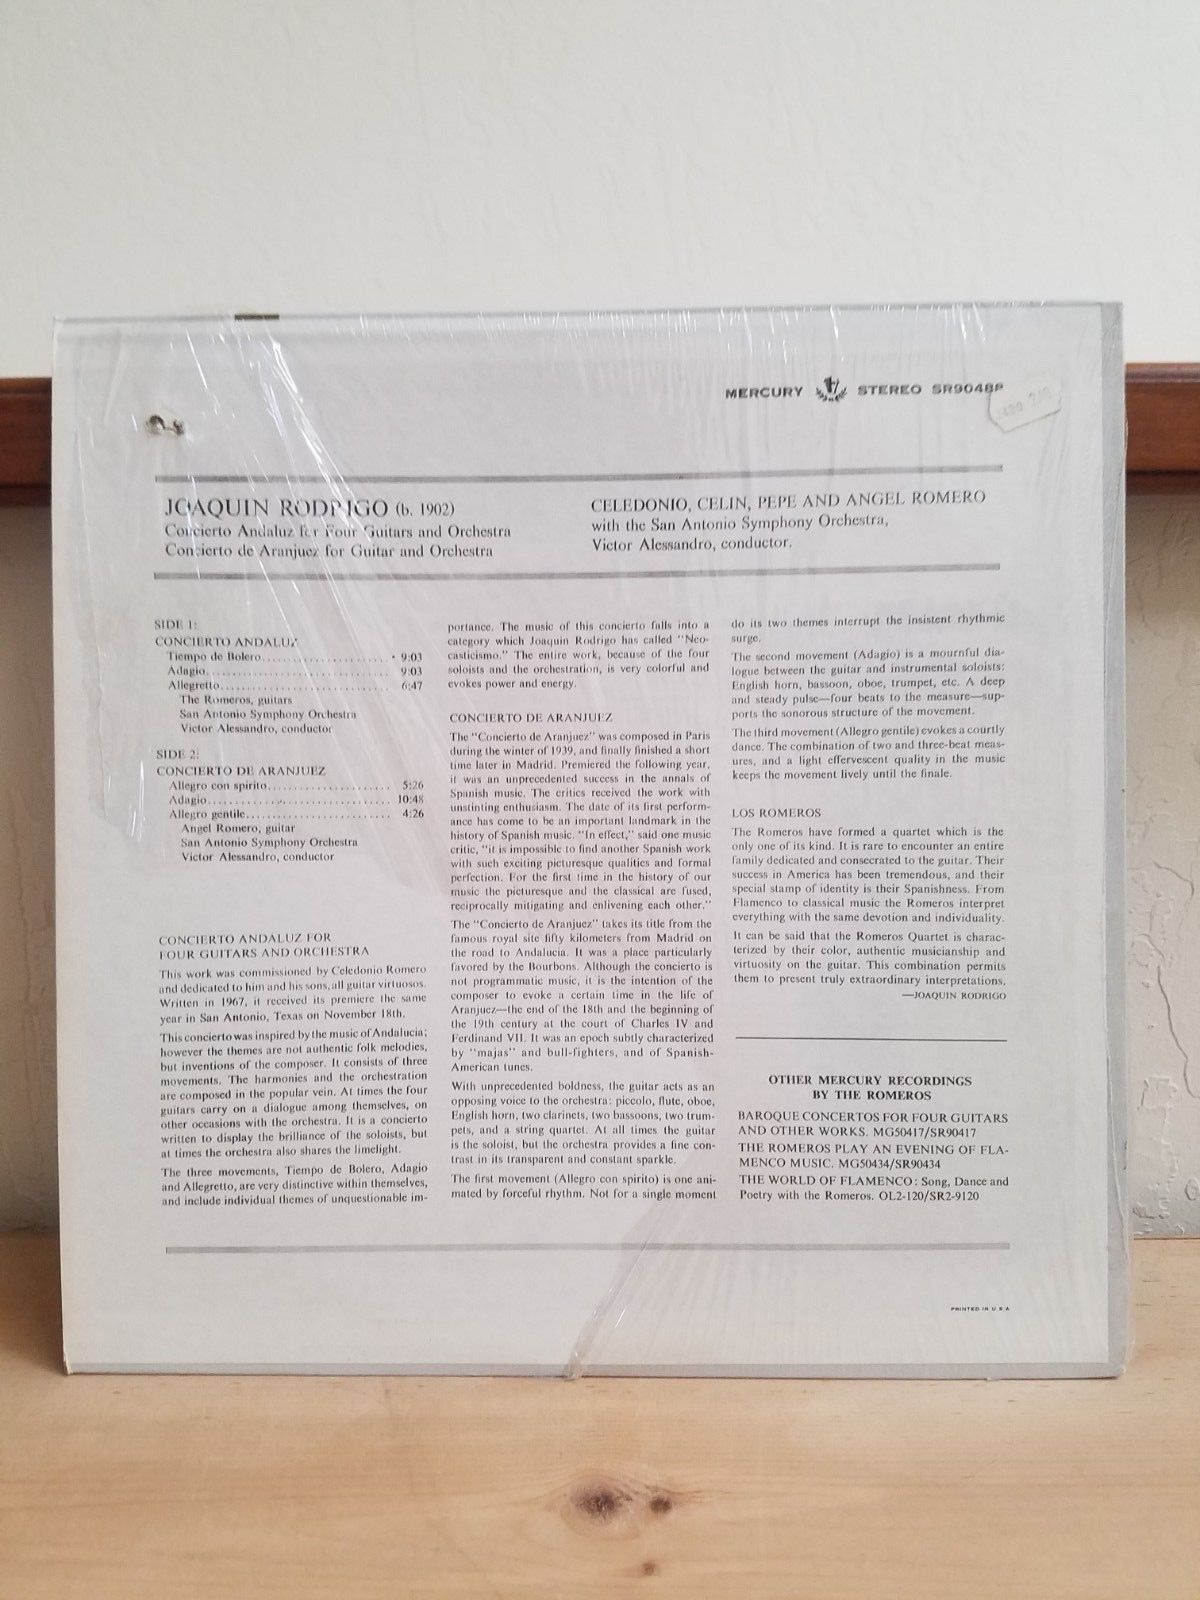 MERCURY STEREO
JOAQUIN RODRIGO (b. 1902)
Concierto Andaluz for Four Guitars and Orchestra
Concierto de Aranjuez for Guitar and Orchestra
CELEDONIO, CELIN, PEPE AND ANGEL ROMERO
with the San Antonio Symphony Orchestra,
Victor Alessandro, conductor.
SIDE 1:
CONCIERTO ANDALUZ
Tiempo de Bolero 9:03
Adagio 9:03
Allegretto 6:47
The Romeros, guitars
San Antonio Symphony Orchestra
Victor Alessandro, conductor
SIDE 2:
CONCIERTO DE ARANJUEZ
Allegro con spirito 5:26
Adagio 10:48
Allegro gentile 4:26
Angel Romero, guitar
San Antonio Symphony Orchestra
Victor Alessandro, conductor
CONCIERTO ANDALUZ FOR
FOUR GUITARS AND ORCHESTRA
This work was commissioned by Celedonio Romero
and dedicated to him and his sons, all guitar virtuosos.
Written in 1967, it received its premiere the same
year in San Antonio, Texas on November 18th.
This concierto was inspired by the music of Andalucia;
however the themes are not authentic folk melodies,
but inventions of the composer. It consists of three
movements. The harmonies and the orchestration
are composed in the popular vein. At times the four
guitars carry on a dialogue among themselves, on
other occasions with the orchestra. It is a concierto
written to display the brilliance of the soloists, but
at times the orchestra also shares the limelight.
The three movements, Tiempo de Bolero, Adagio
and Allegretto, are very distinctive within themselves,
and include individual themes of unquestionable im-
portance. The music of this concierto falls into a
category which Joaquin Rodrigo has called "Neo-
casticismo." The entire work, because of the four
soloists and the orchestration, is very colorful and
evokes power and energy.
CONCIERTO DE ARANJUEZ
The "Concierto de Aranjuez" was composed in Paris
during the winter of 1939, and finally finished a short
time later in Madrid. Premiered the following year,
it was an unprecedented success in the annals of
Spanish music. The critics received the work with
unstinting enthusiasm. The date of its first perform-
ance has come to be an important landmark in the
history of Spanish music. "In effect," said one music
critic, "it is impossible to find another Spanish work
with such exciting picturesque qualities and formal
perfection. For the first time in the history of our
music the picturesque and the classical are fused,
reciprocally mitigating and enlivening each other."
The "Concierto de Aranjuez" takes its title from the
famous royal site fifty kilometers from Madrid on
the road to Andalucia. It was a place particularly
favored by the Bourbons. Although the concierto is
not programmatic music, it is the intention of the
composer to evoke a certain time in the life of
Aranjuez—the end of the 18th and the beginning of
the 19th century at the court of Charles IV and
Ferdinand VII. It was an epoch subtly characterized
by "majas" and bull-fighters, and of Spanish-
American tunes.
With unprecedented boldness, the guitar acts as an
opposing voice to the orchestra: piccolo, flute, oboe,
English horn, two clarinets, two bassoons, two trum-
pets, and a string quartet. At all times the guitar
is the soloist, but the orchestra provides a fine con-
trast in its transparent and constant sparkle.
The first movement (Allegro con spirito) is one ani-
mated by forceful rhythm. Not for a single moment
do its two themes interrupt the insistent rhythmic
surge.
The second movement (Adagio) is a mournful dia-
logue between the guitar and instrumental soloists:
English horn, bassoon, oboe, trumpet, etc. A deep
and steady pulse—four beats to the measure—sup-
ports the sonorous structure of the movement.
The third movement (Allegro gentile) evokes a courtly
dance. The combination of two and three-beat meas-
ures, and a light effervescent quality in the music
keeps the movement lively until the finale.
LOS ROMEROS
The Romeros have formed a quartet which is the
only one of its kind. It is rare to encounter an entire
family dedicated and consecrated to the guitar. Their
success in America has been tremendous, and their
special stamp of identity is their Spanishness. From
Flamenco to classical music the Romeros interpret
everything with the same devotion and individuality.
It can be said that the Romeros Quartet is charac-
terized by their color, authentic musicianship and
virtuosity on the guitar. This combination permits
them to present truly extraordinary interpretations.
—JOAQUIN RODRIGO
OTHER MERCURY RECORDINGS
BY THE ROMEROS
BAROQUE CONCERTOS FOR FOUR GUITARS
AND OTHER WORKS. MG50417/SR90417
THE ROMEROS PLAY AN EVENING OF FLA-
MENCO MUSIC. MG50434/SR90434
THE WORLD OF FLAMENCO: Song, Dance and
Poetry with the Romeros. OL2-120/SR2-9120
PRINTED IN U.S.A